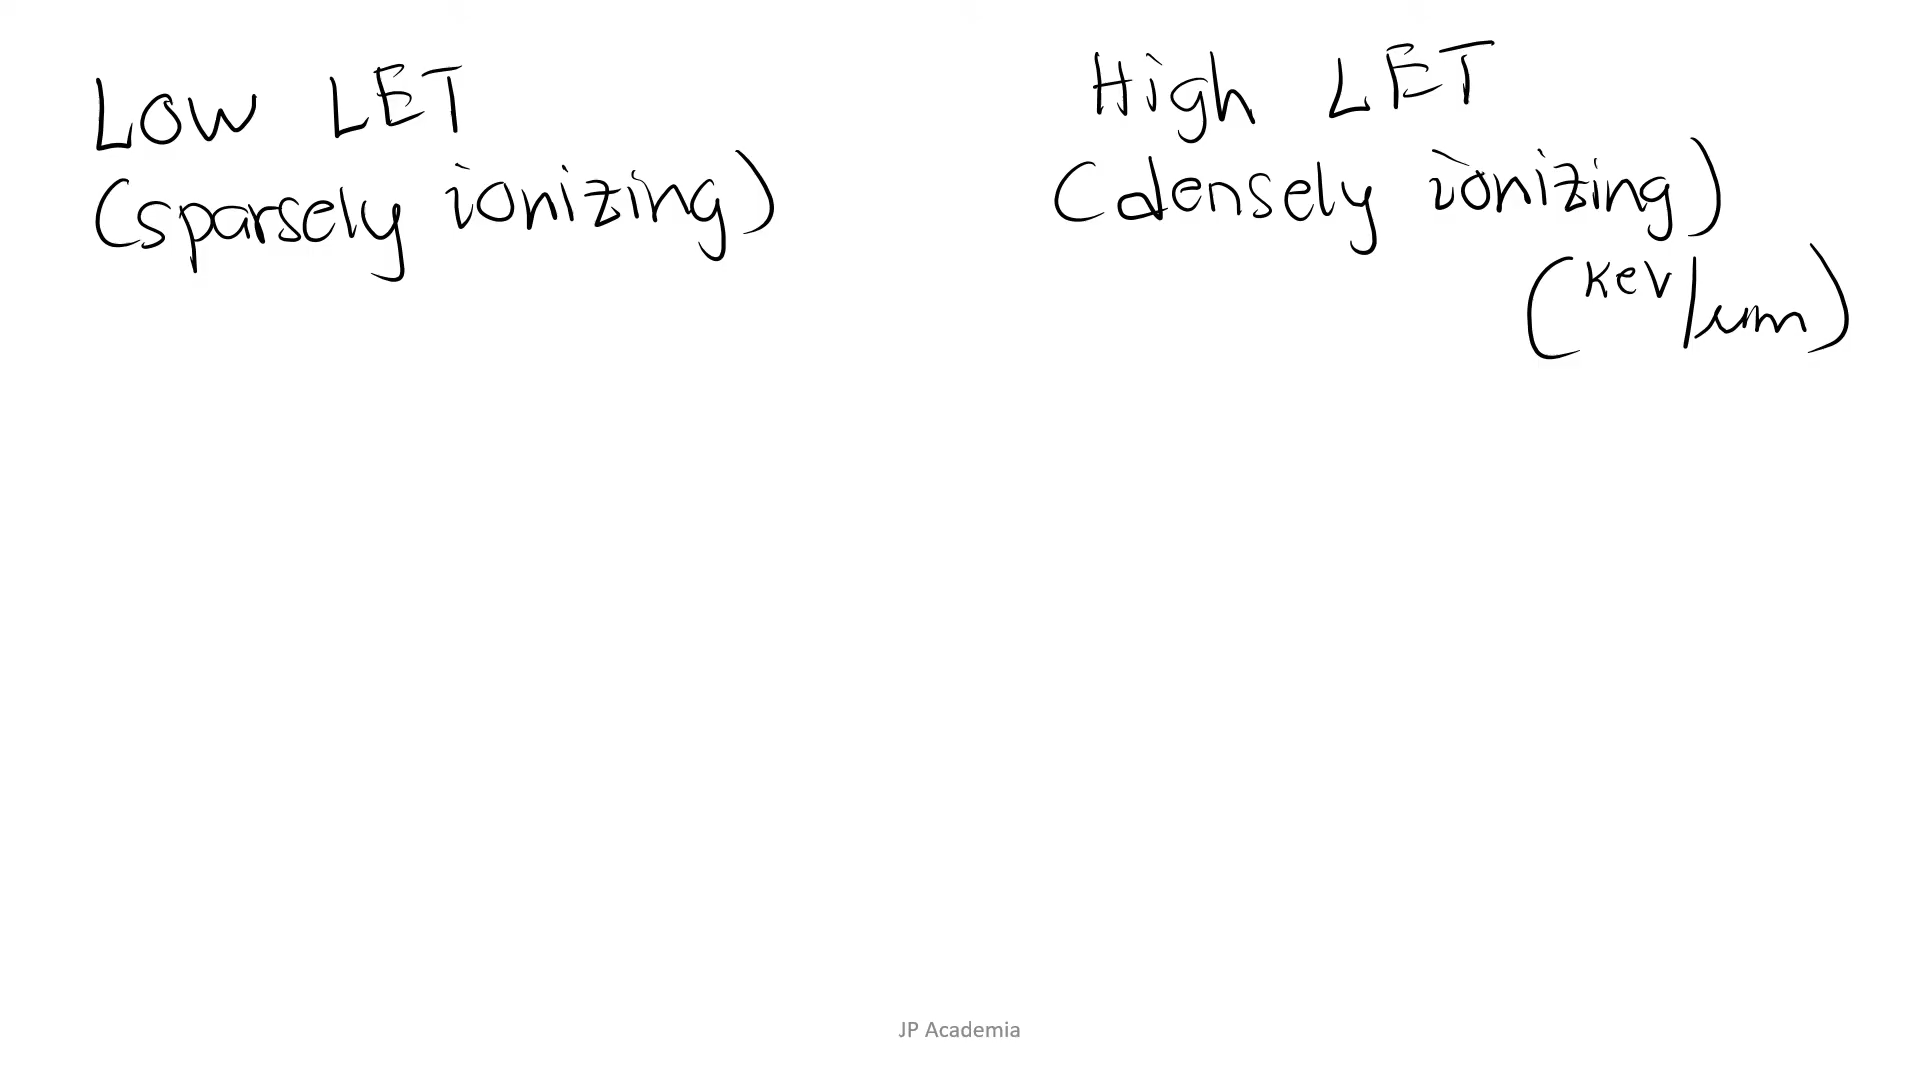 Low LET
(sparsely ionizing)
High LET
(densely ionizing)
(kev/um)
JP Academia